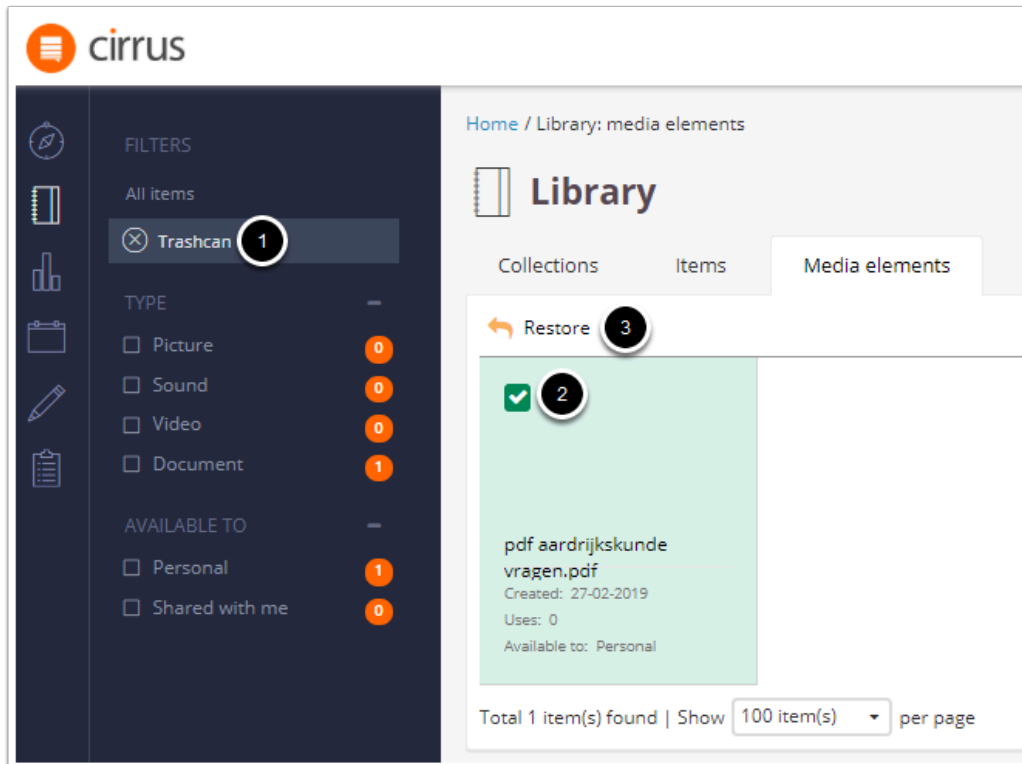 cirrus
FILTERS
All items
Trashcan 1
TYPE
Picture 0
Sound 0
Video 0
Document 1
AVAILABLE TO
Personal 1
Shared with me 0
Home / Library: media elements
Library
Collections Items Media elements
Restore 3
2
pdf aardrijkskunde
vragen.pdf
Created: 27-02-2019
Uses: 0
Available to: Personal
Total 1 item(s) found | Show 100 item(s) per page